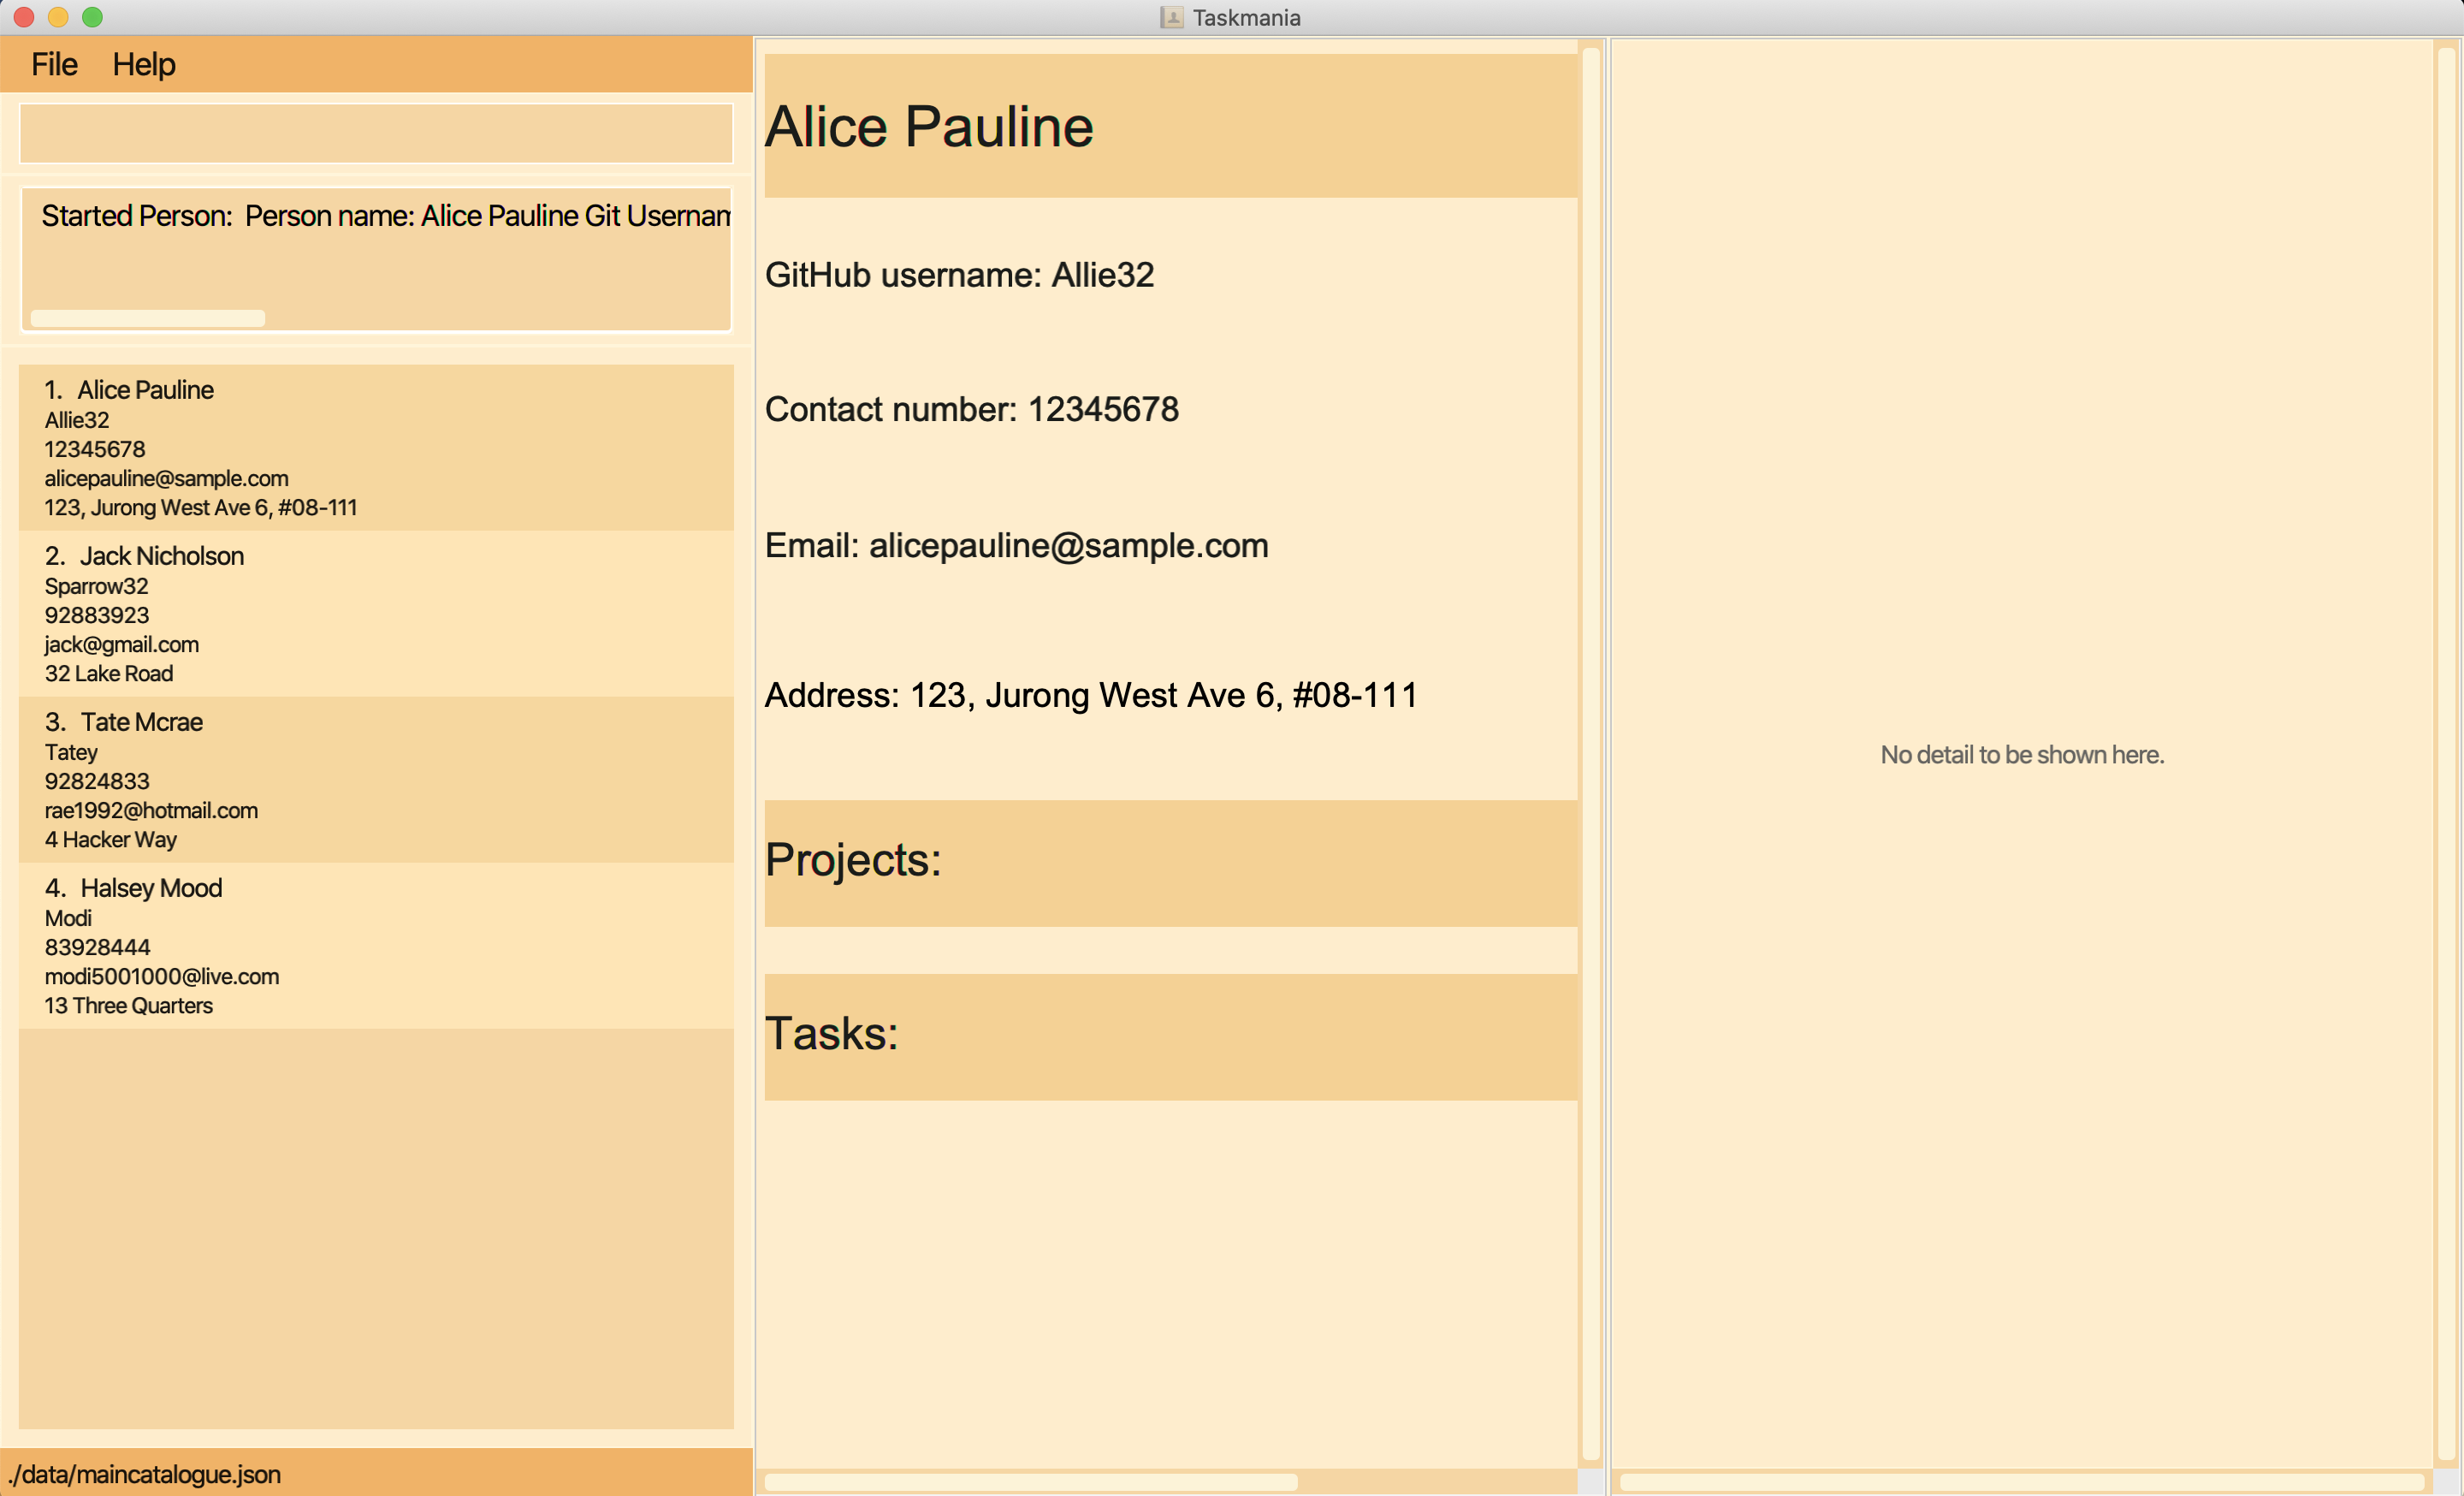 Taskmania
File Help
Started Person: Person name: Alice Pauline Git Usernam
1. Alice Pauline
Allie32
12345678
alicepauline@sample.com
123, Jurong West Ave 6, #08-111
2. Jack Nicholson
Sparrow32
92883923
jack@gmail.com
32 Lake Road
3. Tate Mcrae
Tatey
92824833
rae1992@hotmail.com
4 Hacker Way
4. Halsey Mood
Modi
83928444
modi5001000@live.com
13 Three Quarters
./data/maincatalogue.json
Alice Pauline
GitHub username: Allie32
Contact number: 12345678
Email: alicepauline@sample.com
Address: 123, Jurong West Ave 6, #08-111
Projects:
Tasks:
No detail to be shown here.